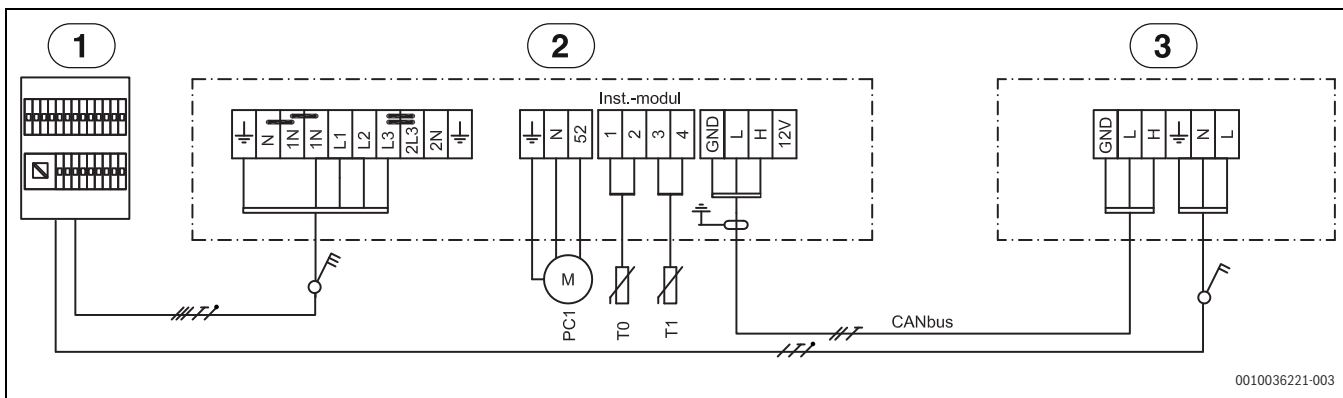 1
2
3
Inst.-modul
N
1N
1N
L1
L2
L3
2L3
2N
N
52
1
2
3
4
GND
L
H
12V
GND
L
H
N
L
M
PC1
T0
T1
CANbus
0010036221-003